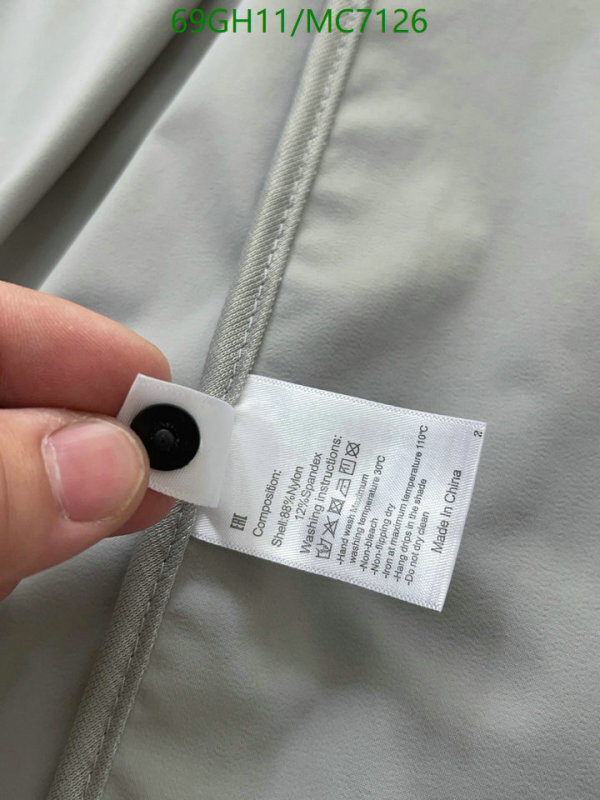 69GH11/MC7126
EAC
Composition:
Shell:88%Nylon
12%Spandex
Washing instructions:
-Hand wash Maximum
washing temperature 30℃
-Non-bleach
-Non-flipping dry
-Iron at maximum temperature 110℃
-Hang drips in the shade
-Do not dry clean
Made In China
2